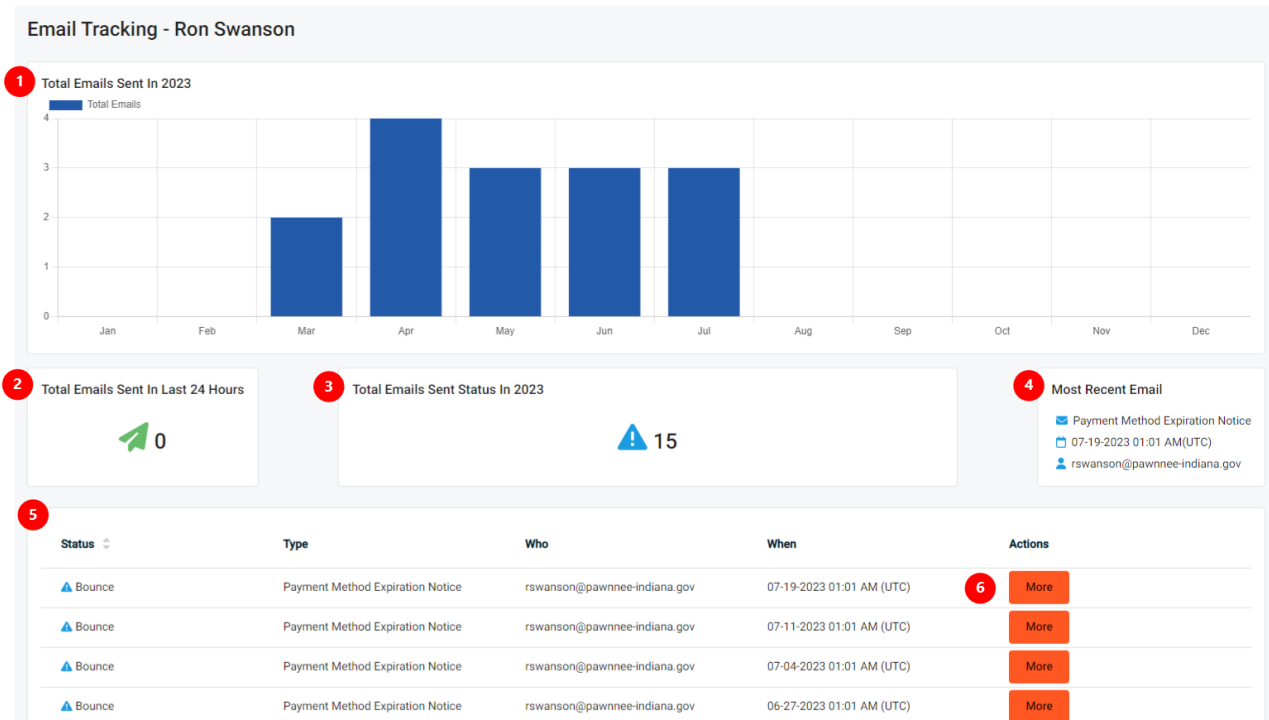 Email Tracking - Ron Swanson
1 Total Emails Sent In 2023
Total Emails
4
3
2
1
0
Jan Feb Mar Apr May Jun Jul Aug Sep Oct Nov Dec
2 Total Emails Sent In Last 24 Hours
0
3 Total Emails Sent Status In 2023
15
4 Most Recent Email
Payment Method Expiration Notice
07-19-2023 01:01 AM(UTC)
rswanson@pawnnee-indiana.gov
5
Status Type Who When Actions
Bounce Payment Method Expiration Notice rswanson@pawnnee-indiana.gov 07-19-2023 01:01 AM (UTC) 6 More
Bounce Payment Method Expiration Notice rswanson@pawnnee-indiana.gov 07-11-2023 01:01 AM (UTC) More
Bounce Payment Method Expiration Notice rswanson@pawnnee-indiana.gov 07-04-2023 01:01 AM (UTC) More
Bounce Payment Method Expiration Notice rswanson@pawnnee-indiana.gov 06-27-2023 01:01 AM (UTC) More